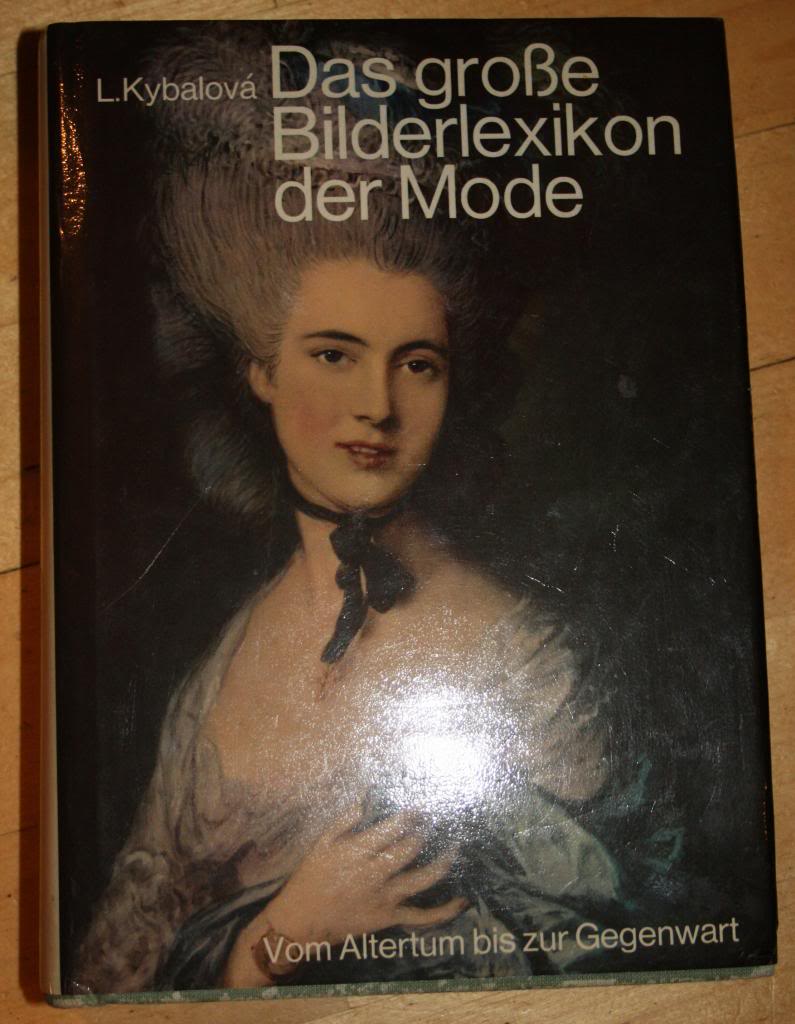 L.Kybalová Das große
Bilderlexikon
der Mode
Vom Altertum bis zur Gegenwart